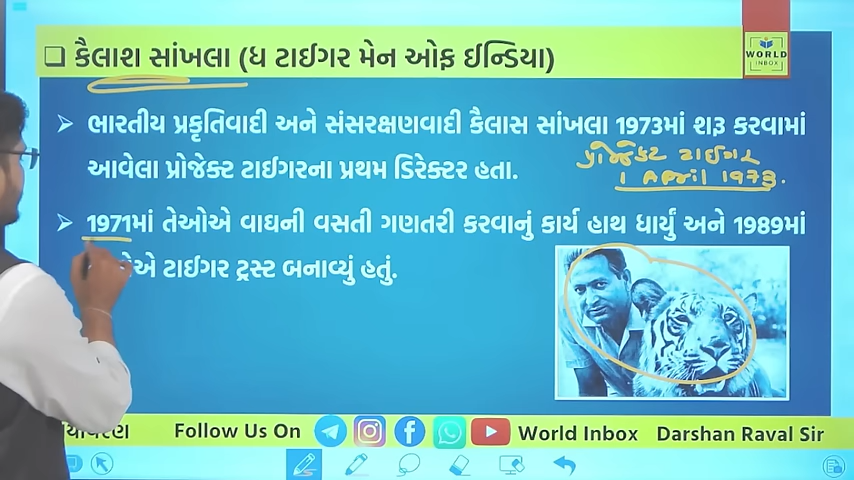 ❑ કૈલાશ સાંખલા (ધ ટાઈગર મેન ઓફ ઈન્ડિયા)
WORLD
INBOX
➤ ભારતીય પ્રકૃતિવાદી અને સંસરક્ષણવાદી કૈલાસ સાંખલા 1973માં શરૂ કરવામાં
આવેલા પ્રોજેક્ટ ટાઈગરના પ્રથમ ડિરેક્ટર હતા.
પ્રોજેક્ટ ટાઈગર
1 April 1973.
➤ 1971માં તેઓએ વાઘની વસતી ગણતરી કરવાનું કાર્ય હાથ ધાર્યું અને 1989માં
ટાઈગર ટ્રસ્ટ બનાવ્યું હતું.
Follow Us On World Inbox Darshan Raval Sir